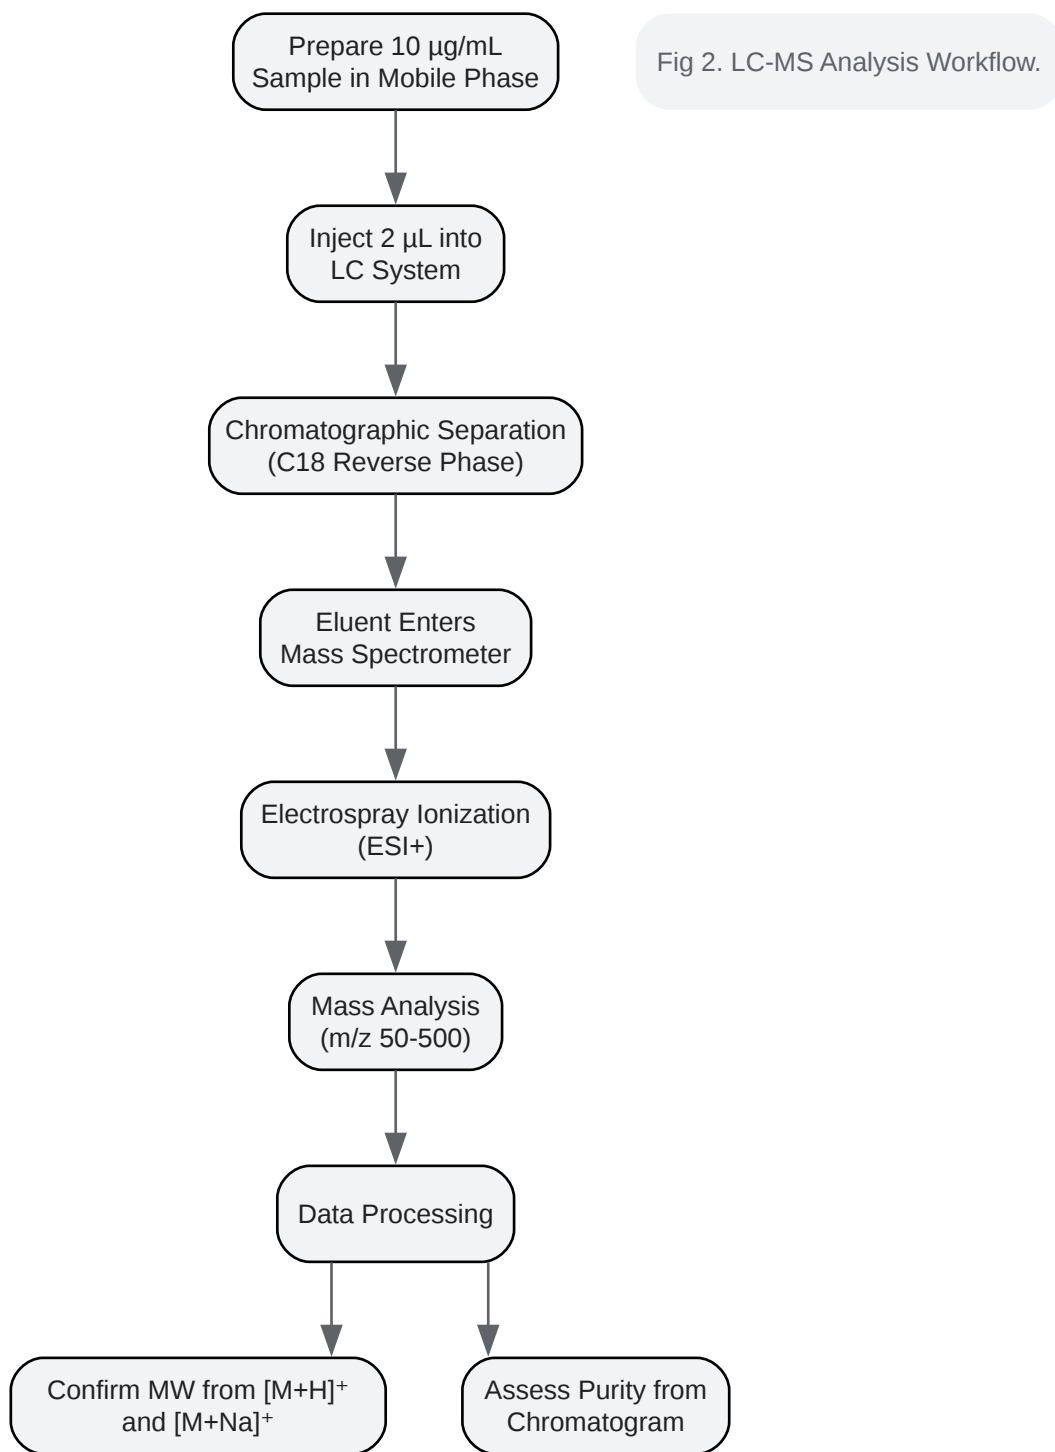 Prepare 10 µg/mL
Sample in Mobile Phase
Fig 2. LC-MS Analysis Workflow.
Inject 2 µL into
LC System
Chromatographic Separation
(C18 Reverse Phase)
Eluent Enters
Mass Spectrometer
Electrospray Ionization
(ESI+)
Mass Analysis
(m/z 50-500)
Data Processing
Confirm MW from [M+H]⁺
and [M+Na]⁺
Assess Purity from
Chromatogram